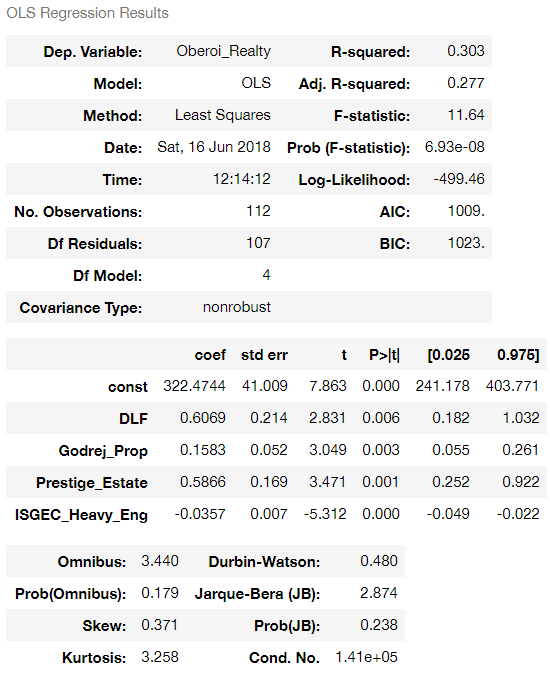 OLS Regression Results
Dep. Variable: Oberoi_Realty R-squared: 0.303
Model: OLS Adj. R-squared: 0.277
Method: Least Squares F-statistic: 11.64
Date: Sat, 16 Jun 2018 Prob (F-statistic): 6.93e-08
Time: 12:14:12 Log-Likelihood: -499.46
No. Observations: 112 AIC: 1009.
Df Residuals: 107 BIC: 1023.
Df Model: 4
Covariance Type: nonrobust
coef std err t P>|t| [0.025 0.975]
const 322.4744 41.009 7.863 0.000 241.178 403.771
DLF 0.6069 0.214 2.831 0.006 0.182 1.032
Godrej_Prop 0.1583 0.052 3.049 0.003 0.055 0.261
Prestige_Estate 0.5866 0.169 3.471 0.001 0.252 0.922
ISGEC_Heavy_Eng -0.0357 0.007 -5.312 0.000 -0.049 -0.022
Omnibus: 3.440 Durbin-Watson: 0.480
Prob(Omnibus): 0.179 Jarque-Bera (JB): 2.874
Skew: 0.371 Prob(JB): 0.238
Kurtosis: 3.258 Cond. No. 1.41e+05